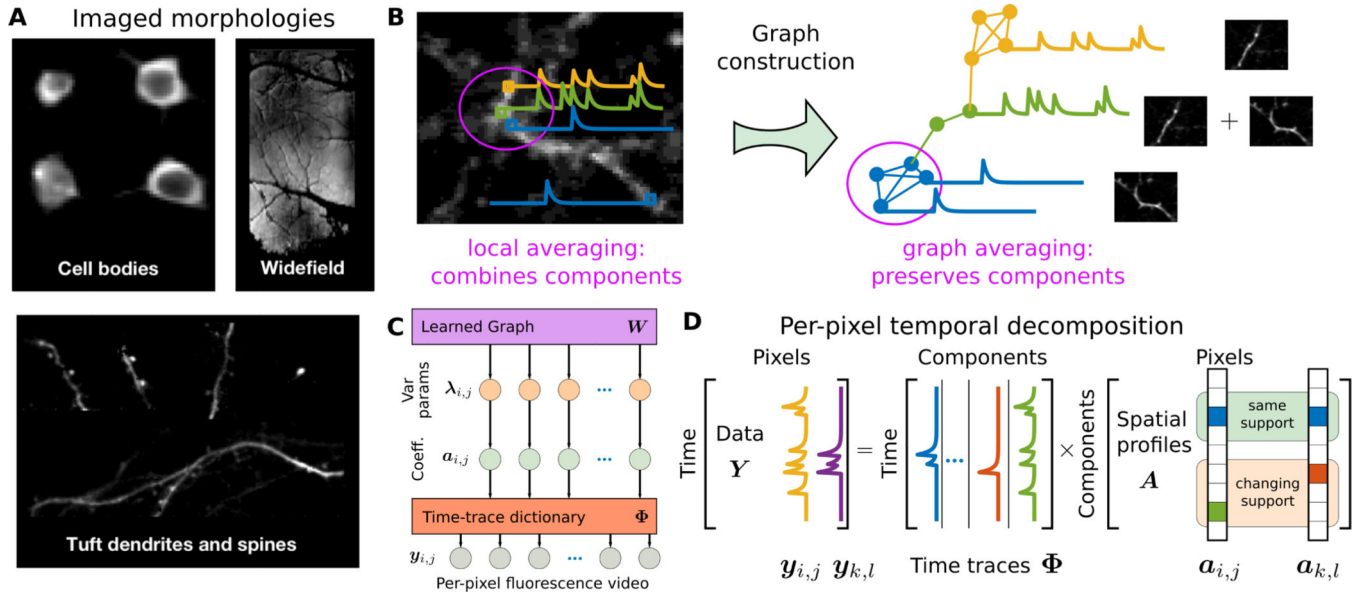 A
Imaged morphologies
Cell bodies
Widefield
Tuft dendrites and spines
B
local averaging:
combines components
Graph
construction
+
graph averaging:
preserves components
C
Learned Graph W
Var
params
λi,j
...
Coeff.
ai,j
...
Time-trace dictionary Φ
yi,j
...
Per-pixel fluorescence video
D
Per-pixel temporal decomposition
Pixels
Components
Pixels
Time
Data
Y
=
Time
...
×
Components
Spatial
profiles
A
same
support
changing
support
yi,j yk,l
Time traces Φ
ai,j
ak,l